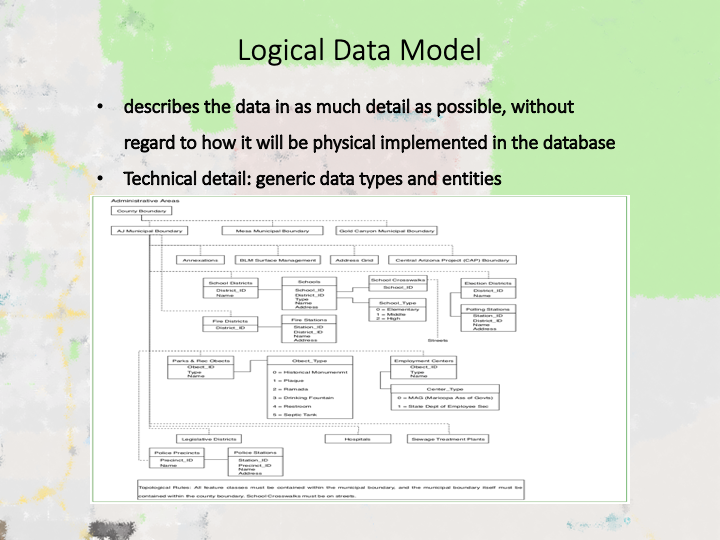 Logical Data Model
• describes the data in as much detail as possible, without
regard to how it will be physical implemented in the database
• Technical detail: generic data types and entities
Administrative Areas
County Boundary
AJ Municipal Boundary
Mesa Municipal Boundary
Gold Canyon Municipal Boundary
Annexations
BLM Surface Management
Address Grid
Central Arizona Project (CAP) Boundary
School Districts
District_ID
Name
Schools
School_ID
District_ID
Type
Name
Address
School Crosswalks
School_ID
School_Type
0 = Elementary
1 = Middle
2 = High
Election Districts
District_ID
Name
Polling Stations
Station_ID
District_ID
Name
Address
Fire Districts
District_ID
Fire Stations
Station_ID
District_ID
Name
Address
Streets
Parks & Rec Obects
Obect_ID
Type
Name
Obect_Type
0 = Historical Monumenmt
1 = Plaque
2 = Ramada
3 = Drinking Fountain
4 = Restroom
5 = Septic Tank
Employment Centers
Obect_ID
Type
Name
Center_Type
0 = MAG (Maricopa Ass of Govts)
1 = State Dept of Employee Sec
Legislative Districts
Hospitals
Sewage Treatment Plants
Police Precincts
Precinct_ID
Name
Police Stations
Station_ID
Precinct_ID
Name
Address
Topological Rules: All feature classes must be contained within the municipal boundary, and the municipal boundary itself must be
contained within the county boundary. School Crosswalks must be on streets.